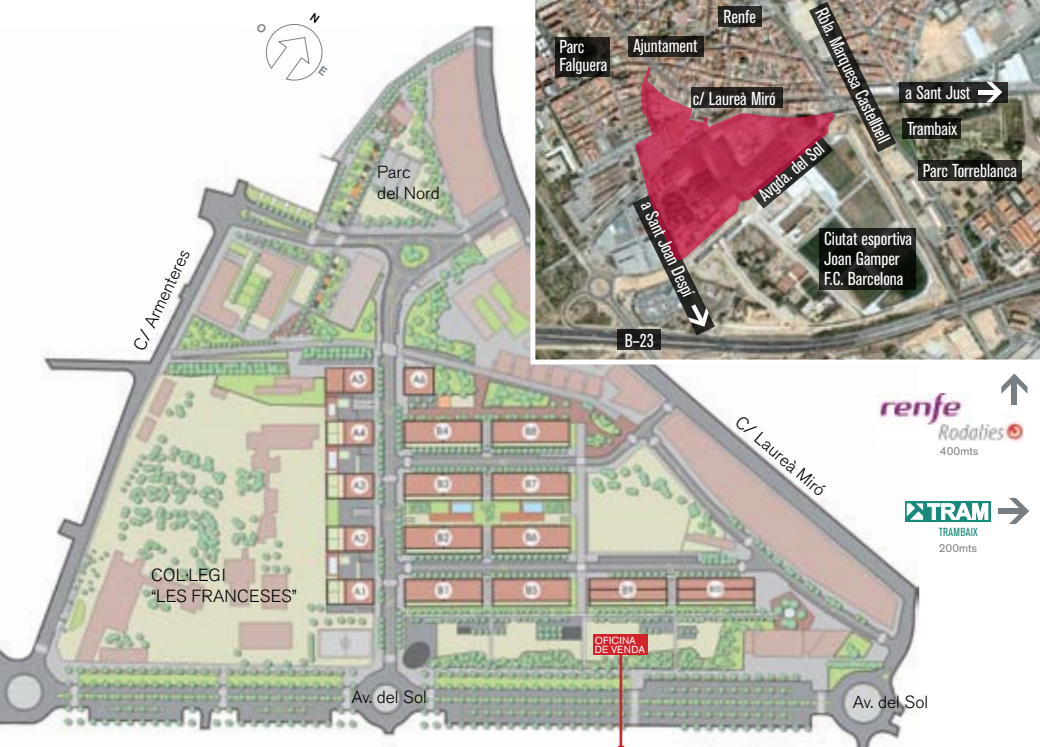 N
O
E
Parc
del Nord
C/ Armenteres
A5
A6
A4
B4
B8
A3
B3
B7
A2
B2
B6
A1
B1
B5
B9
B10
COL·LEGI
“LES FRANCESES”
OFICINA
DE VENDA
Av. del Sol
Av. del Sol
C/ Laureà Miró
Renfe
Parc
Falguera
Ajuntament
Rbla. Marquesa Castellbell
c/ Laureà Miró
a Sant Just
Trambaix
Parc Torreblanca
Avgda. del Sol
a Sant Joan Despí
Ciutat esportiva
Joan Gamper
F.C. Barcelona
B-23
renfe
Rodalies
400mts
TRAM
TRAMBAIX
200mts